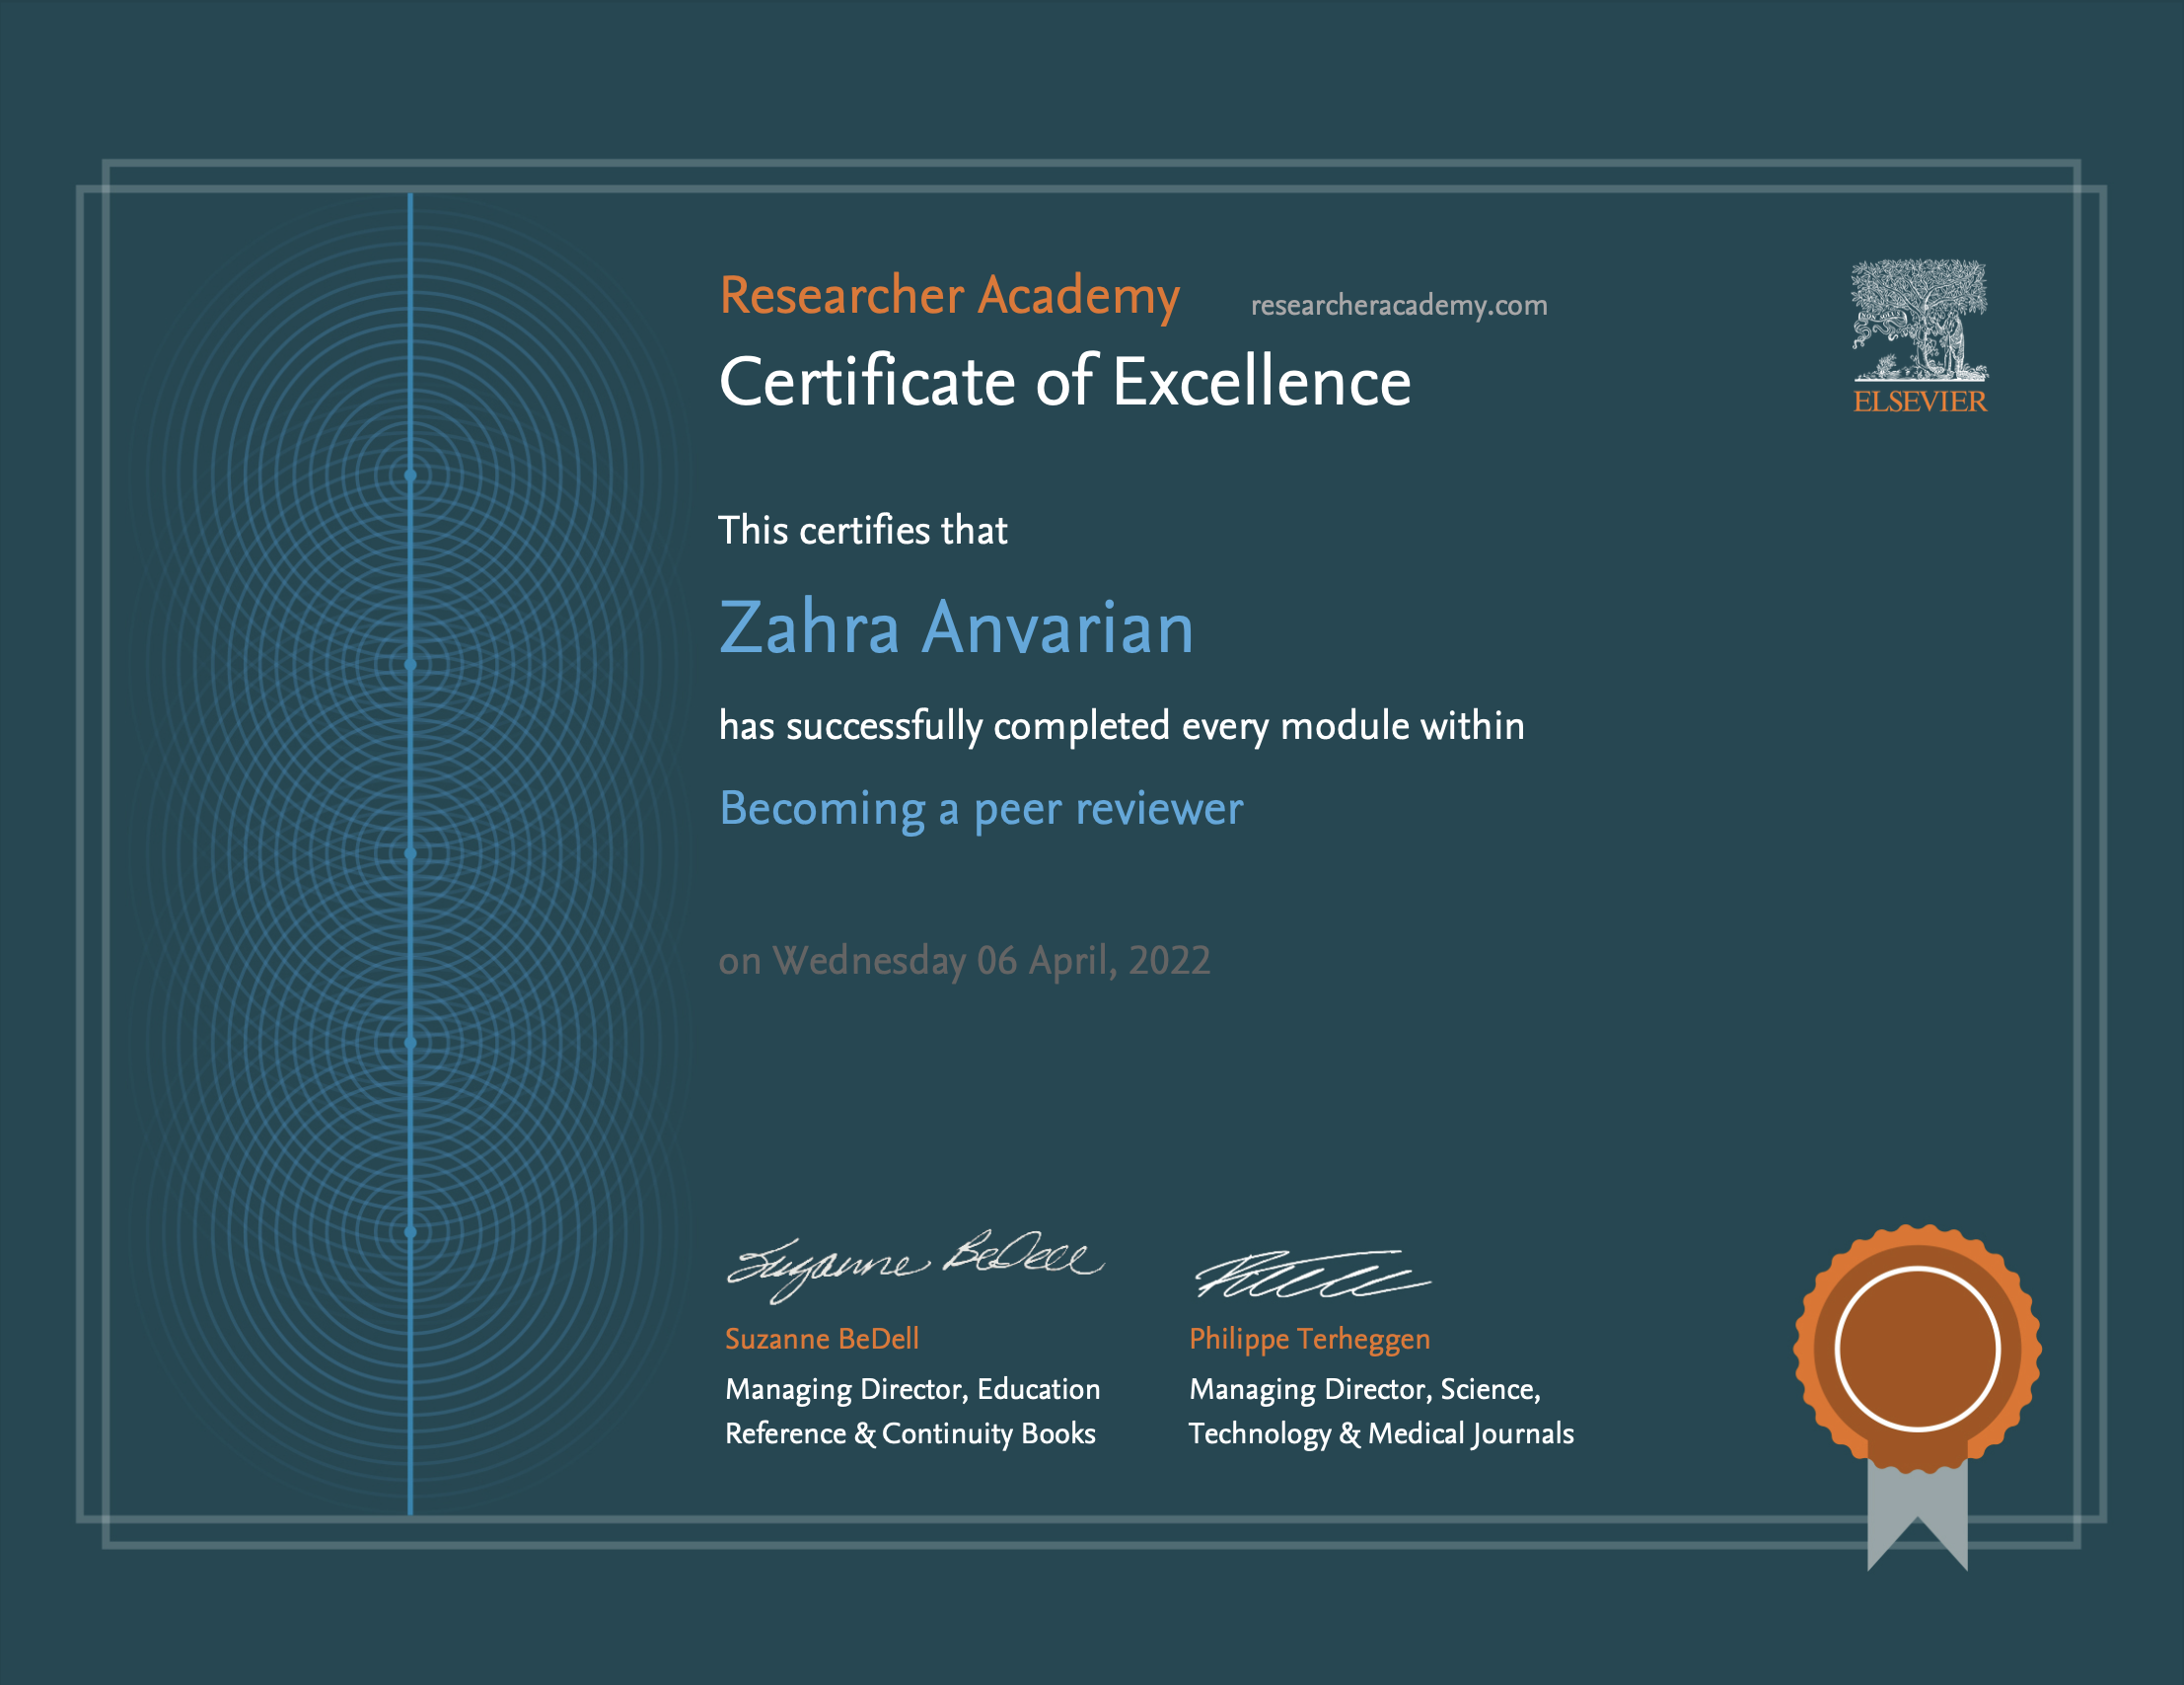 Researcher Academy researcheracademy.com
Certificate of Excellence
ELSEVIER
This certifies that
Zahra Anvarian
has successfully completed every module within
Becoming a peer reviewer
on Wednesday 06 April, 2022
Suzanne BeDell
Suzanne BeDell
Managing Director, Education
Reference & Continuity Books
Philippe Terheggen
Managing Director, Science,
Technology & Medical Journals